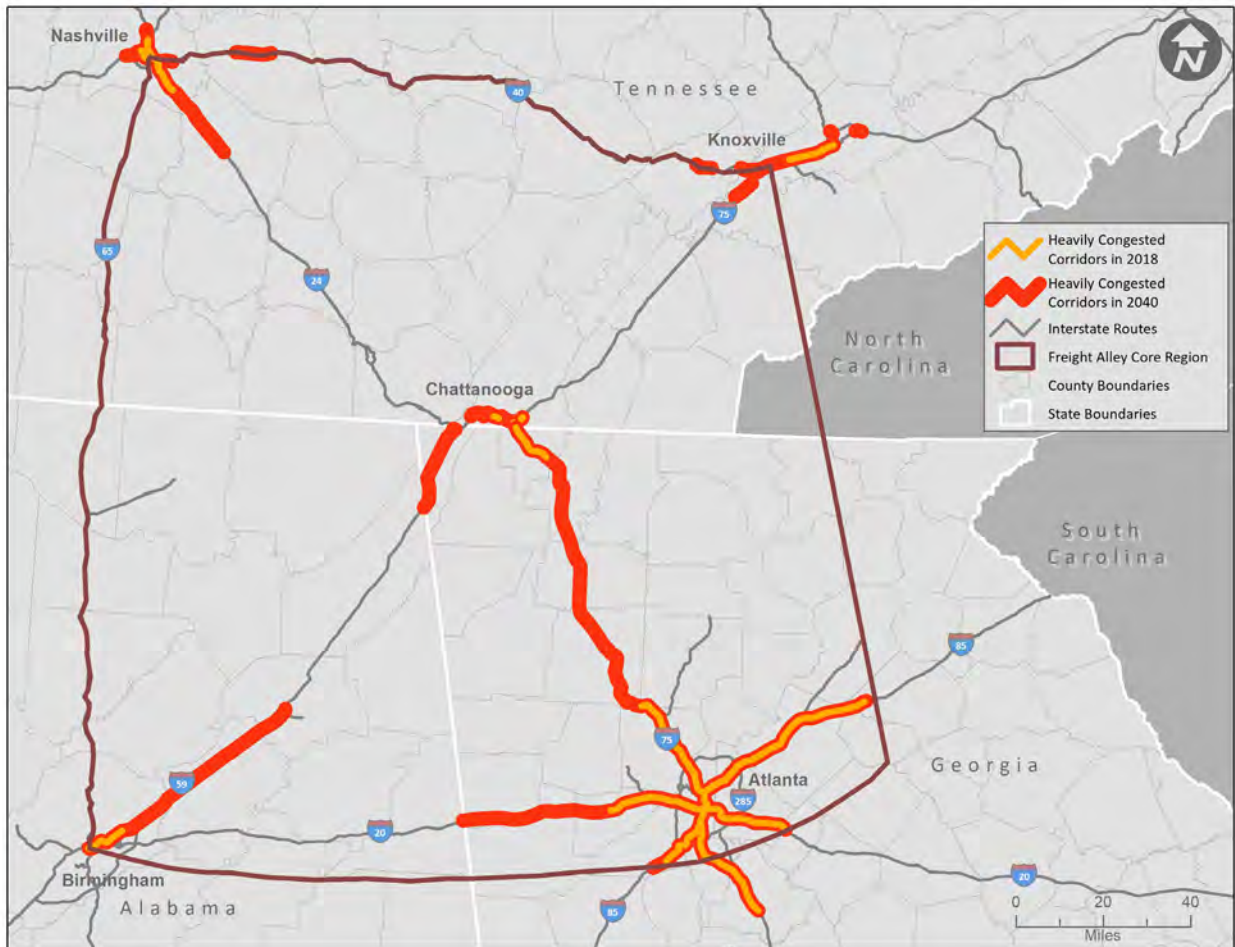 Nashville
N
Tennessee
40
Knoxville
75
65
24
Heavily Congested
Corridors in 2018
Heavily Congested
Corridors in 2040
Interstate Routes
Freight Alley Core Region
County Boundaries
State Boundaries
North
Carolina
Chattanooga
South
Carolina
85
75
Georgia
Atlanta
59
285
20
Birmingham
Alabama
20
85
0 20 40
Miles